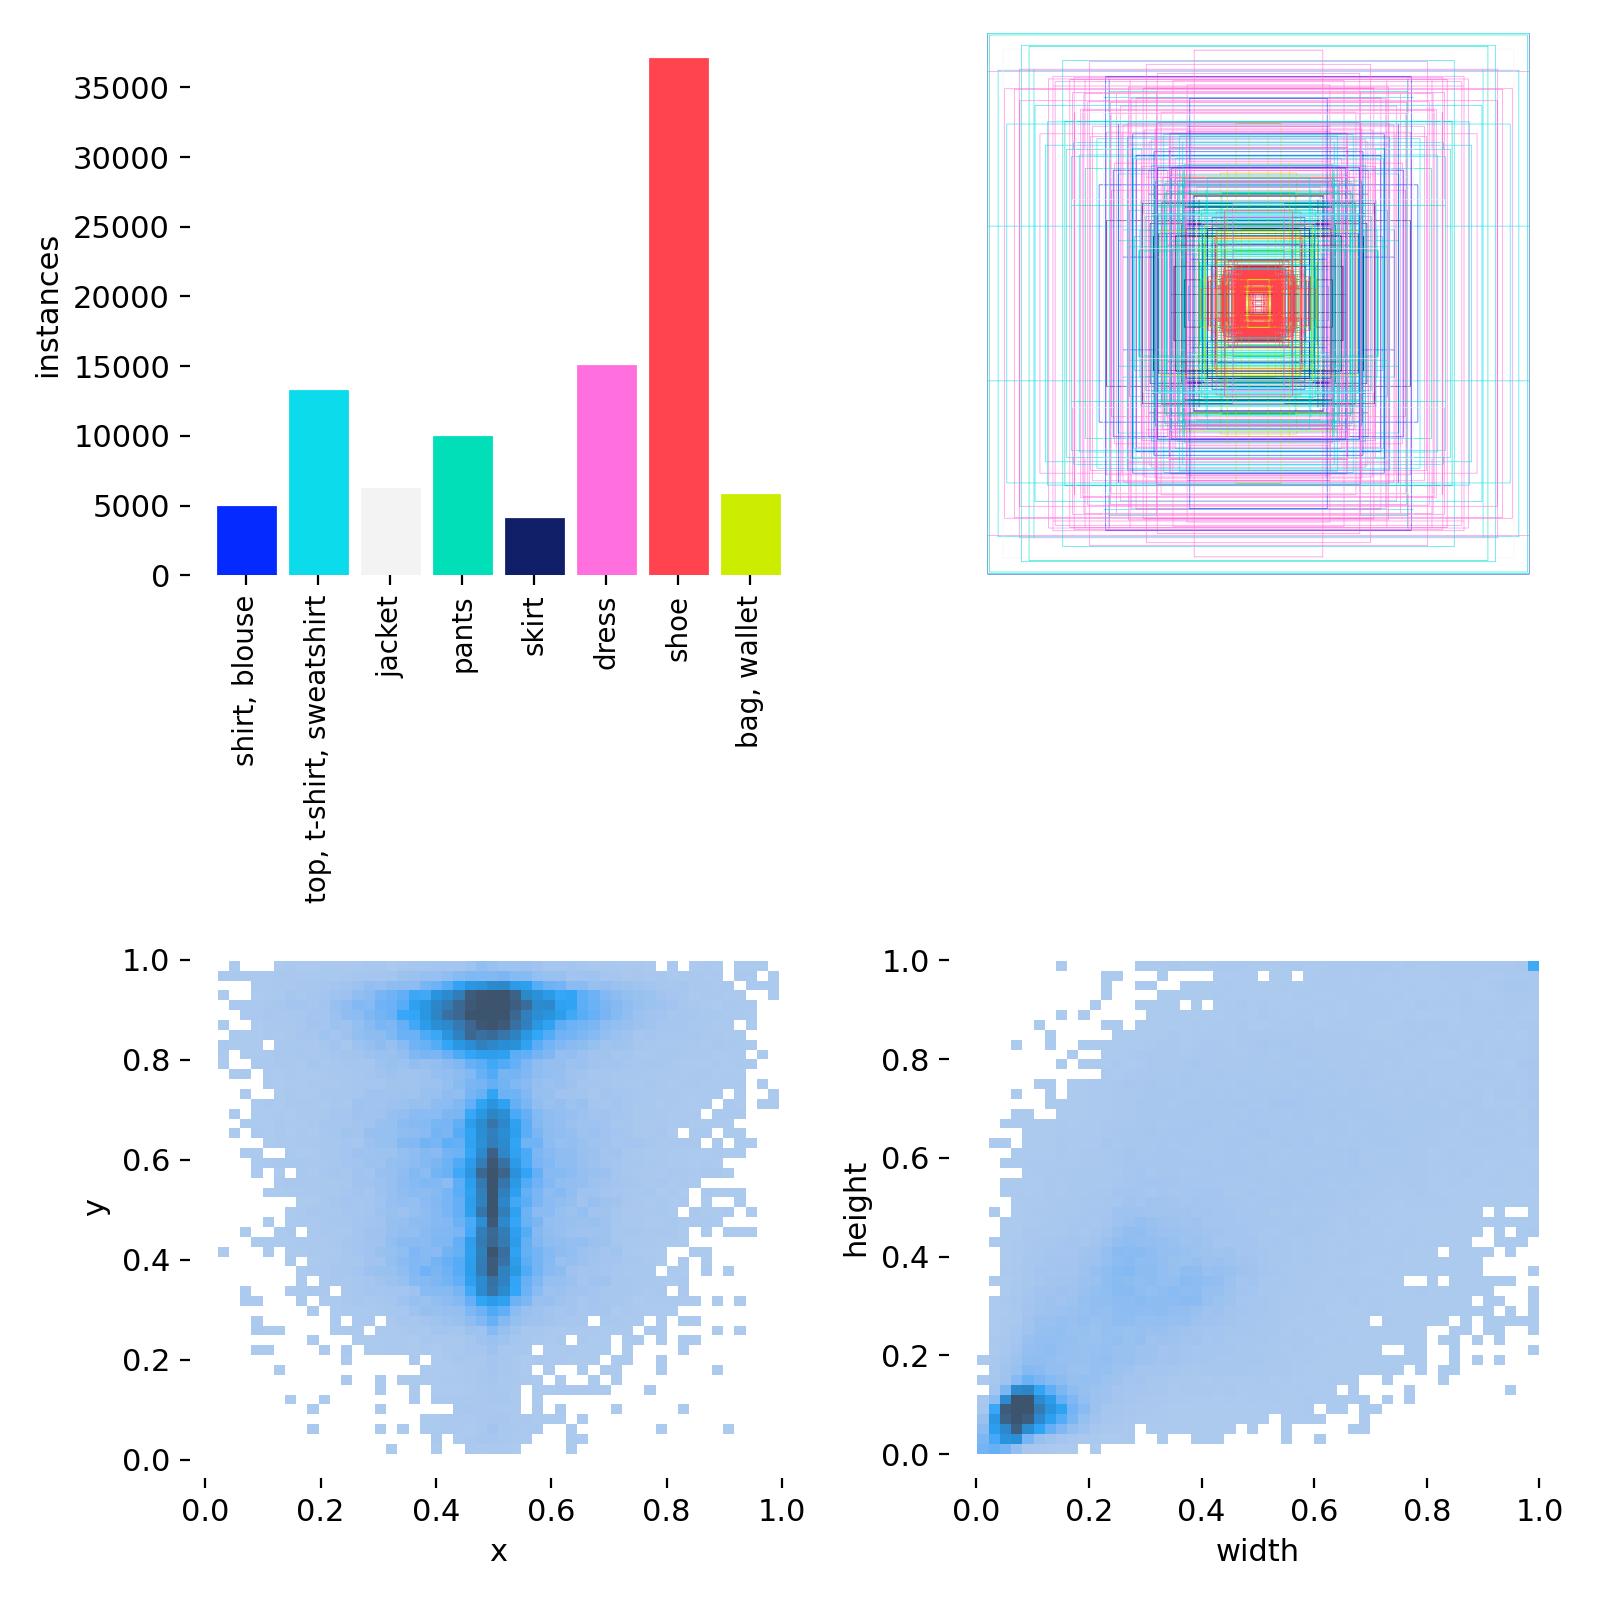 35000
30000
25000
20000
15000
10000
5000
0
instances
shirt, blouse
top, t-shirt, sweatshirt
jacket
pants
skirt
dress
shoe
bag, wallet
1.0
0.8
0.6
0.4
0.2
0.0
y
0.0 0.2 0.4 0.6 0.8 1.0
x
1.0
0.8
0.6
0.4
0.2
0.0
height
0.0 0.2 0.4 0.6 0.8 1.0
width